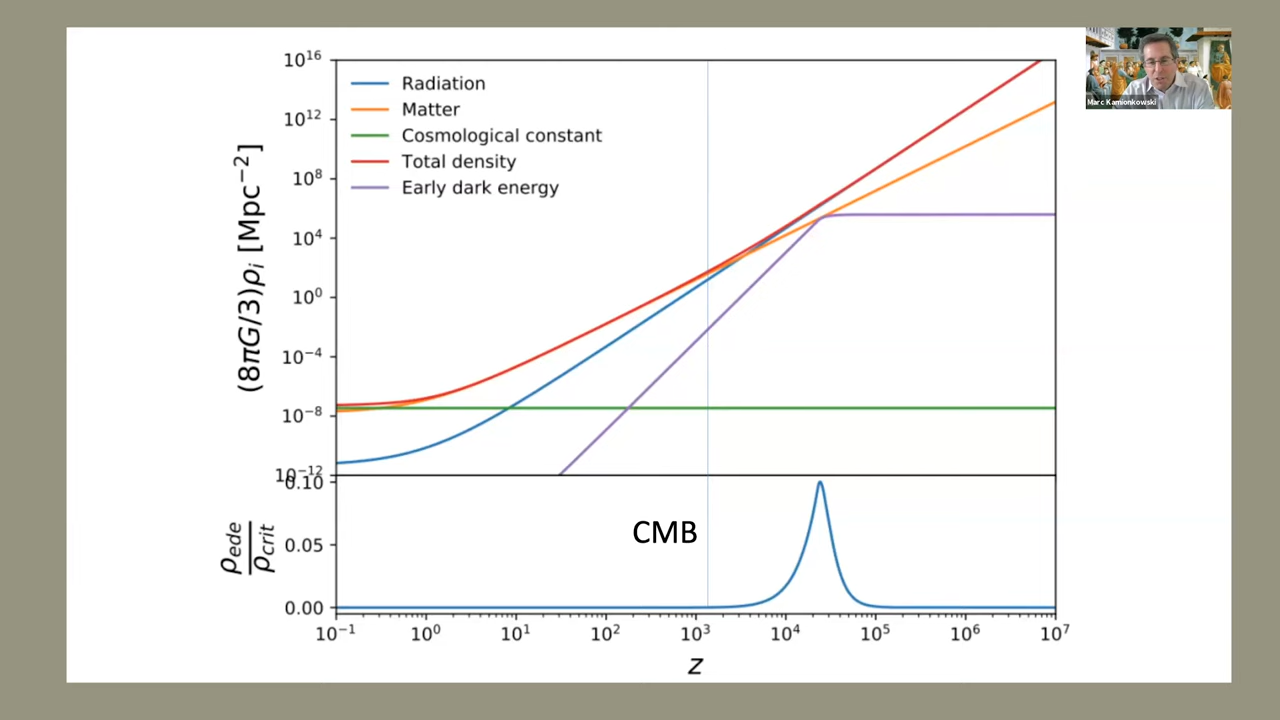 10^16
10^12
10^8
10^4
10^0
10^−4
10^−8
10^−12
(8πG/3)ρ_i [Mpc^−2]
Radiation
Matter
Cosmological constant
Total density
Early dark energy
Marc Kamionkowski
0.10
0.05
0.00
ρ_ede
ρ_crit
CMB
10^−1 10^0 10^1 10^2 10^3 10^4 10^5 10^6 10^7
z